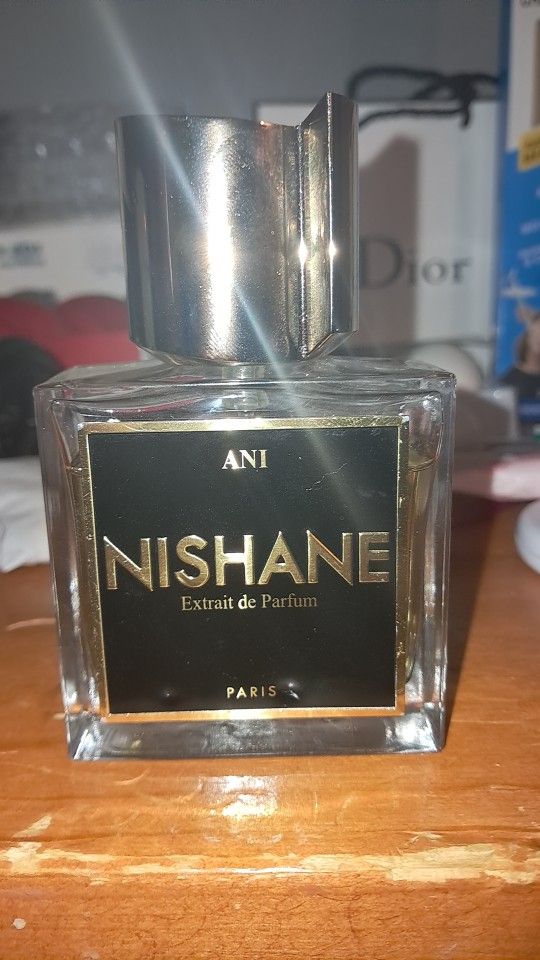 Dior
ANI
NISHANE
Extrait de Parfum
PARIS